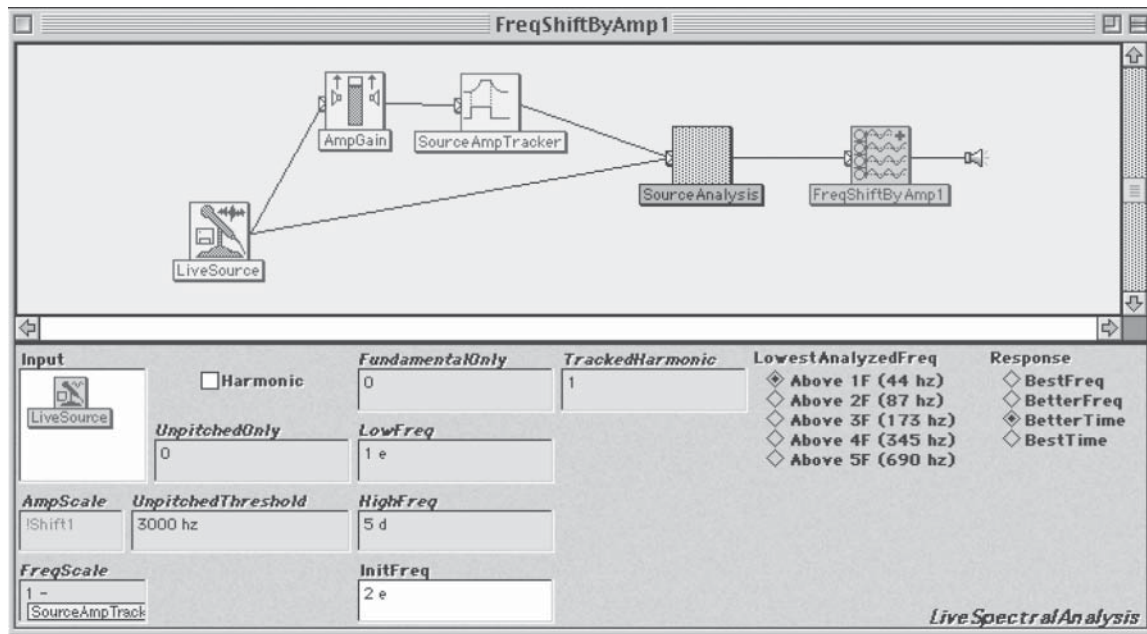 FreqShiftByAmp1
AmpGain
SourceAmpTracker
SourceAnalysis
FreqShiftByAmp1
LiveSource
Input
LiveSource
Harmonic
FundamentalOnly
0
TrackedHarmonic
1
LowestAnalyzedFreq
Above 1F (44 hz)
Above 2F (87 hz)
Above 3F (173 hz)
Above 4F (345 hz)
Above 5F (690 hz)
Response
BestFreq
BetterFreq
BetterTime
BestTime
UnpitchedOnly
0
LowFreq
1 e
AmpScale
!Shift1
UnpitchedThreshold
3000 hz
HighFreq
5 d
FreqScale
1 -
SourceAmpTrack
InitFreq
2 e
LiveSpectralAnalysis